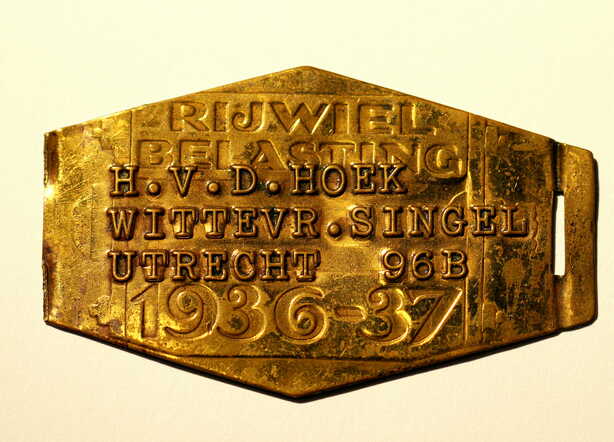 RIJWIEL
BELASTING
H.V.D.HOEK
WITTEVR.SINGEL
UTRECHT 96B
1936-37